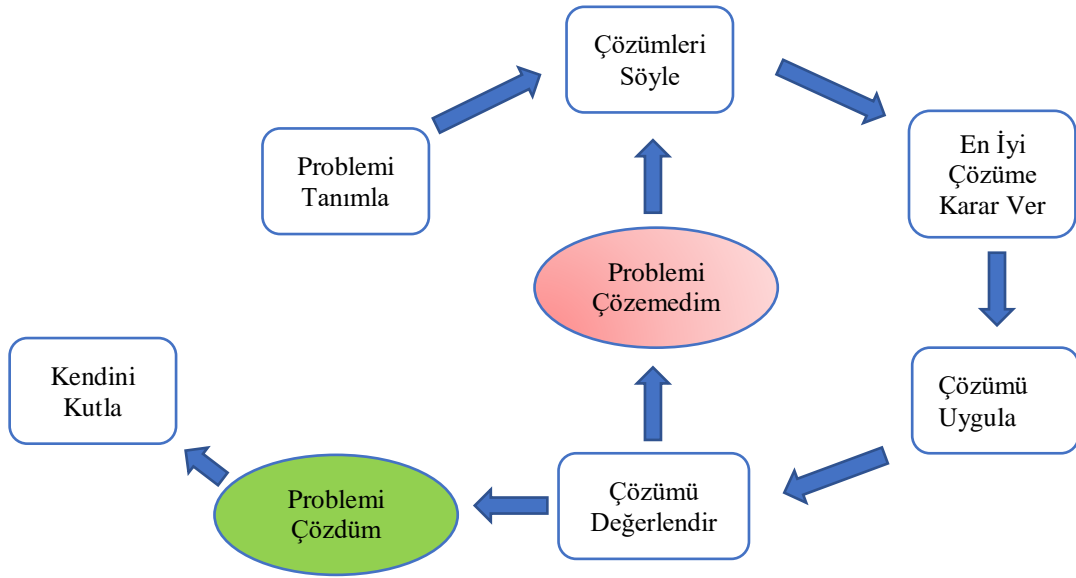 Çözümleri
Söyle
Problemi
Tanımla
En İyi
Çözüme
Karar Ver
Problemi
Çözemedim
Kendini
Kutla
Çözümü
Uygula
Problemi
Çözdüm
Çözümü
Değerlendir